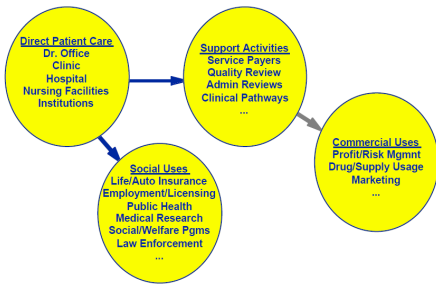 Direct Patient Care
Dr. Office
Clinic
Hospital
Nursing Facilities
Institutions
Support Activities
Service Payers
Quality Review
Admin Reviews
Clinical Pathways
...
Social Uses
Life/Auto Insurance
Employment/Licensing
Public Health
Medical Research
Social/Welfare Pgms
Law Enforcement
...
Commercial Uses
Profit/Risk Mgmnt
Drug/Supply Usage
Marketing
...